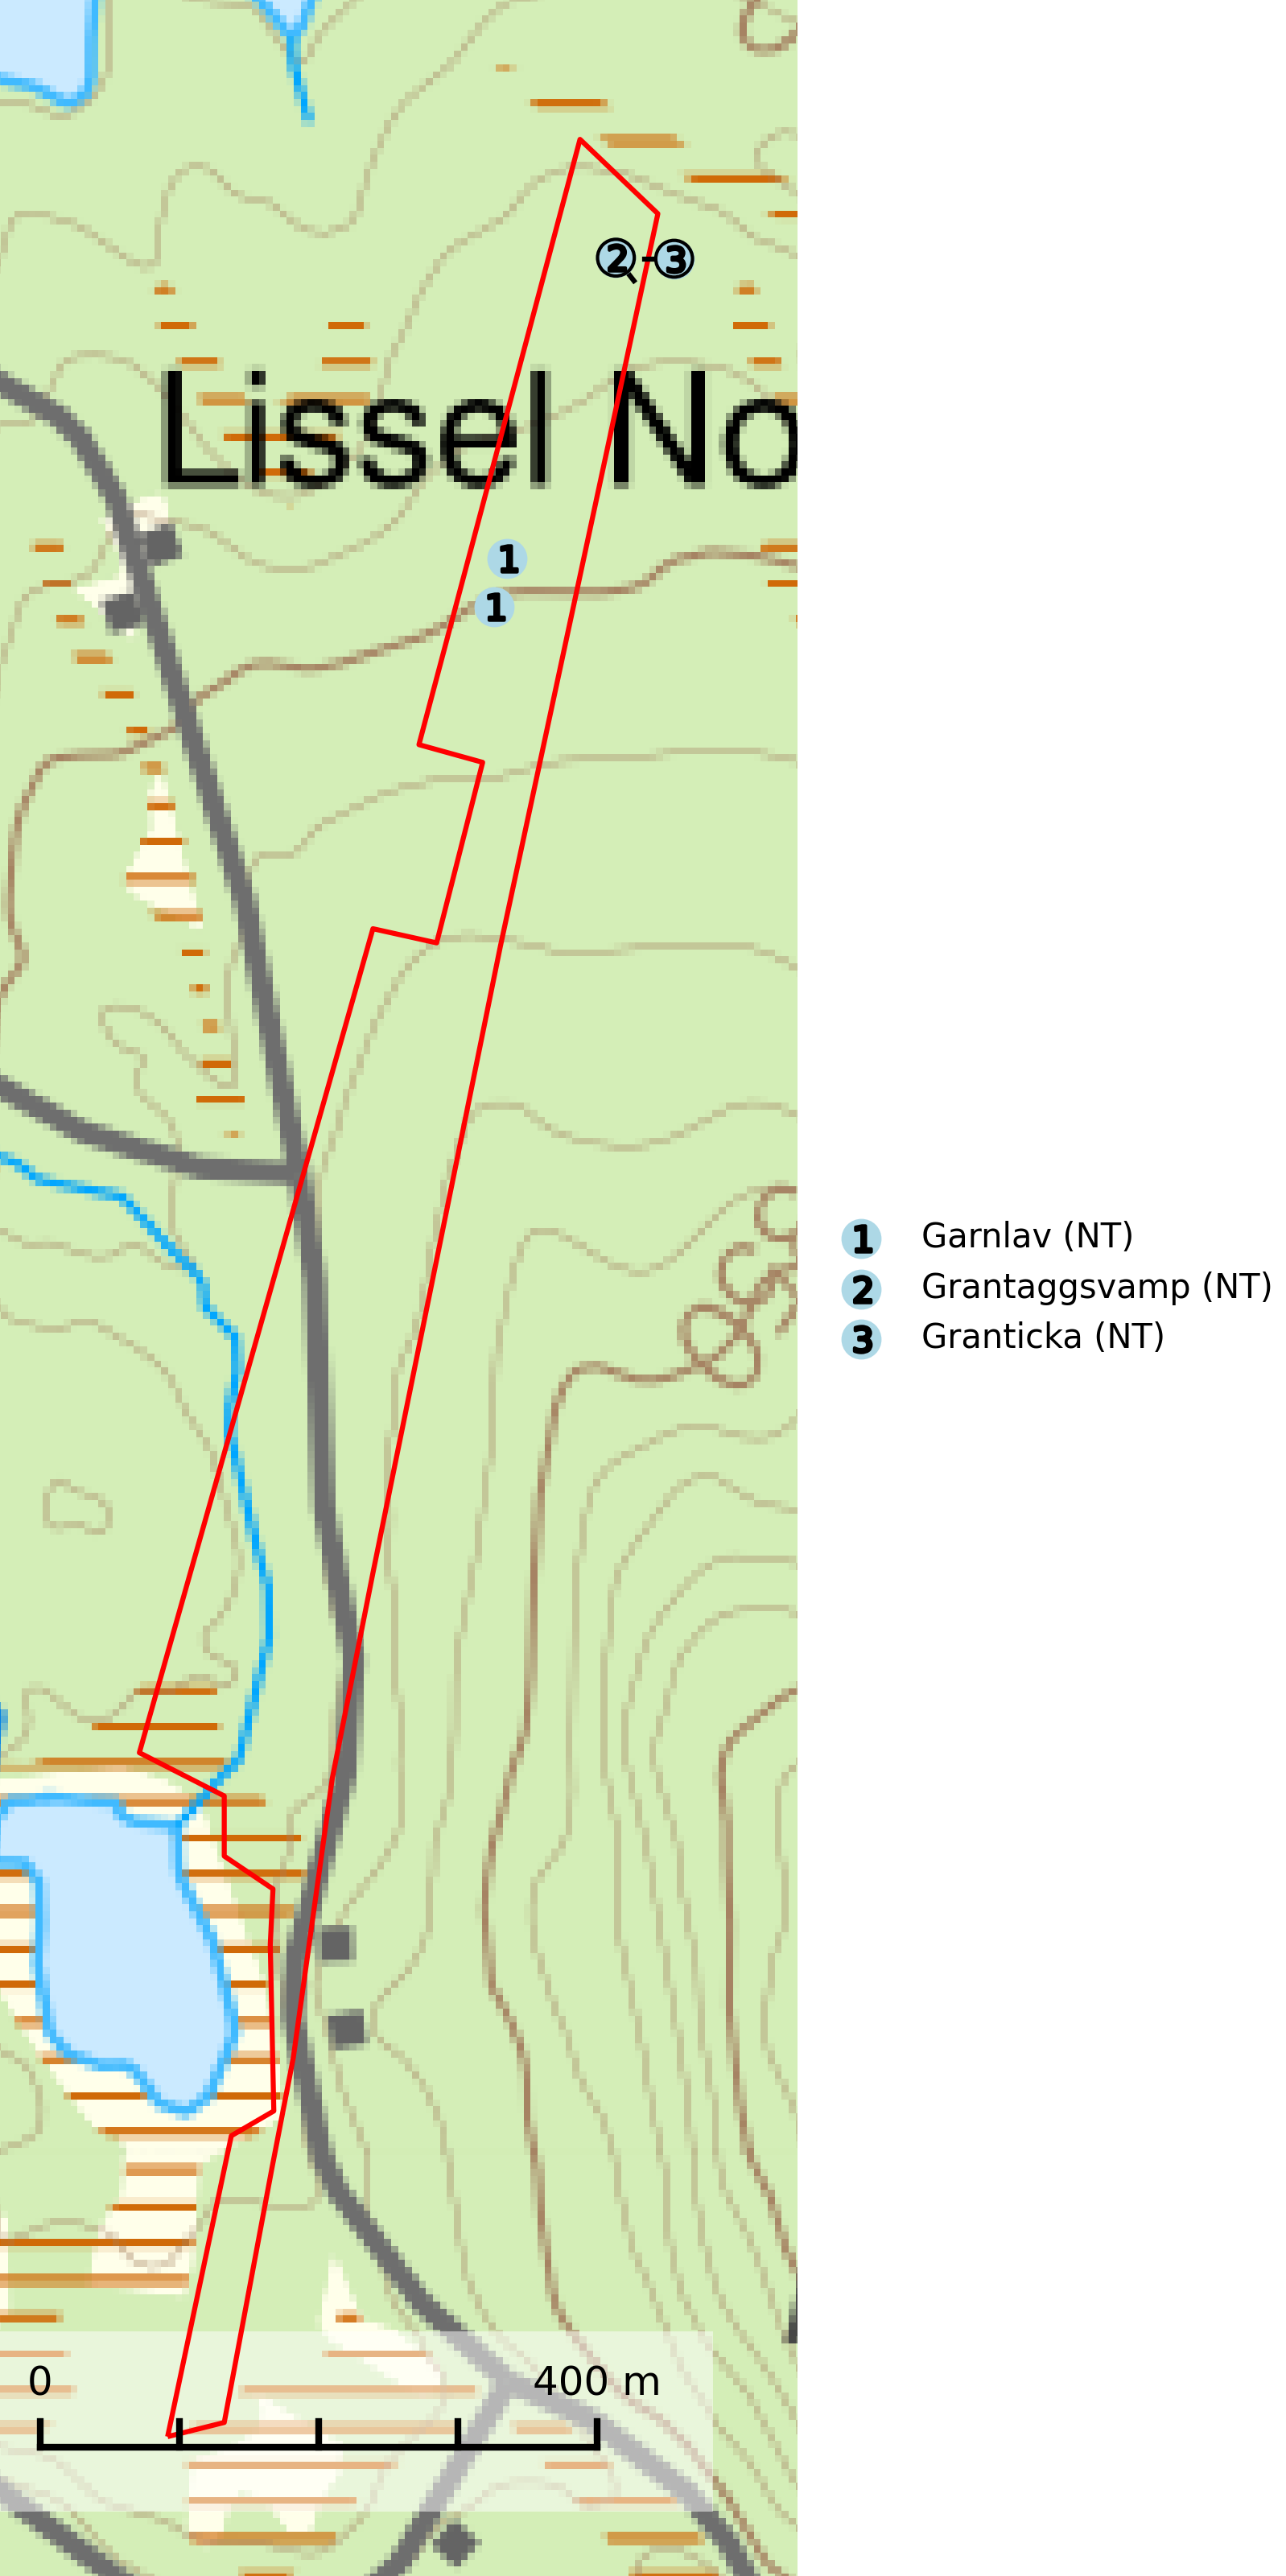 2-3
Lissel No
1
1
1 Garnlav (NT)
2 Grantaggsvamp (NT)
3 Granticka (NT)
0 400 m